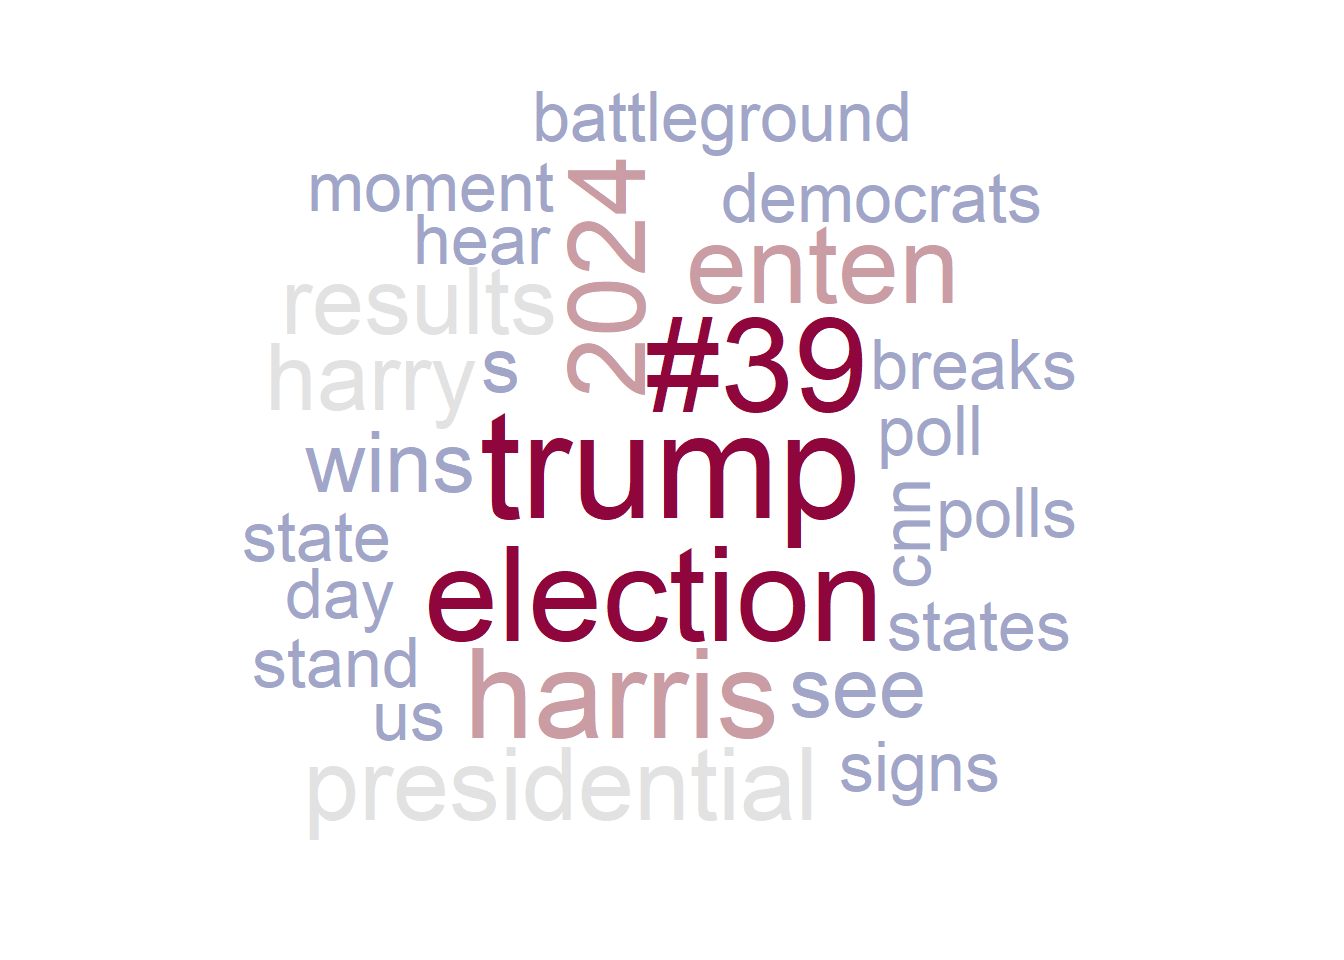 battleground
moment
democrats
hear
2024
enten
results
#39
harry
s
breaks
trump
poll
wins
cnn
polls
state
election
day
states
stand
harris
see
us
presidential
signs